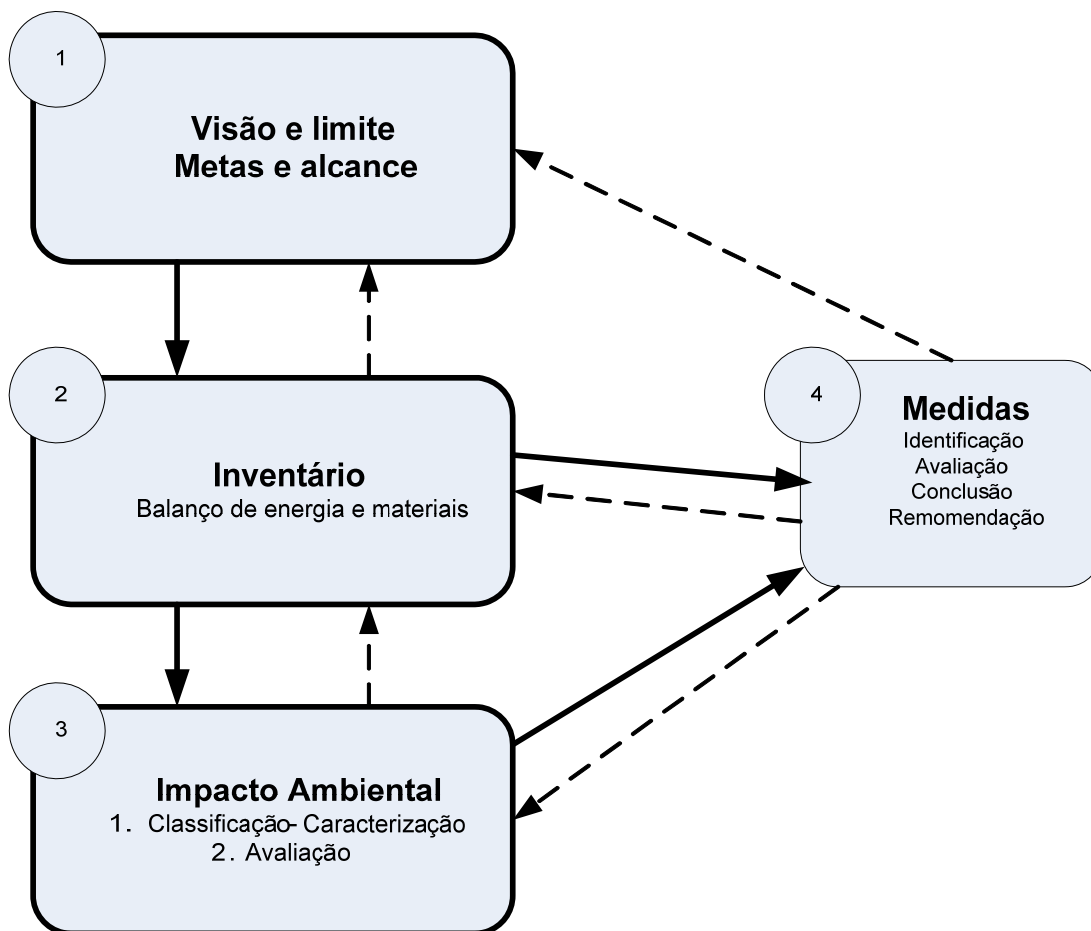 1
Visão e limite
Metas e alcance
2
Inventário
Balanço de energia e materiais
3
Impacto Ambiental
1. Classificação- Caracterização
2. Avaliação
4
Medidas
Identificação
Avaliação
Conclusão
Remomendação